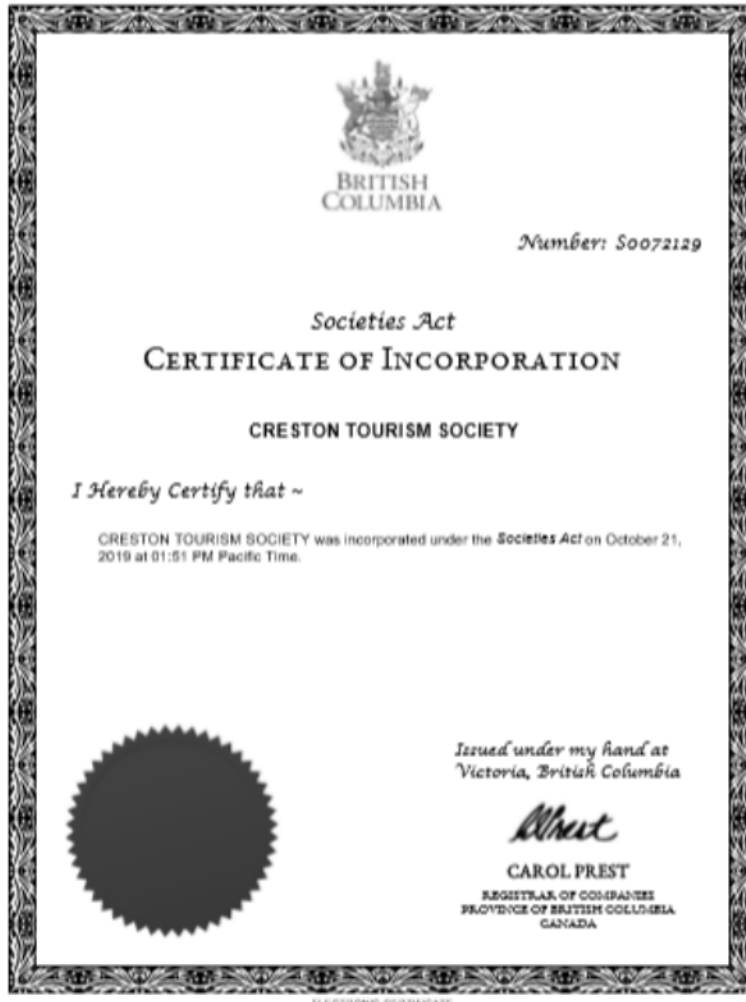 BRITISH
COLUMBIA
Number: S0072129
Societies Act
CERTIFICATE OF INCORPORATION
CRESTON TOURISM SOCIETY
I Hereby Certify that ~
CRESTON TOURISM SOCIETY was incorporated under the Societies Act on October 21,
2019 at 01:51 PM Pacific Time.
Issued under my hand at
Victoria, British Columbia
CAROL PREST
REGISTRAR OF COMPANIES
PROVINCE OF BRITISH COLUMBIA
CANADA
ELECTRONIC CERTIFICATE